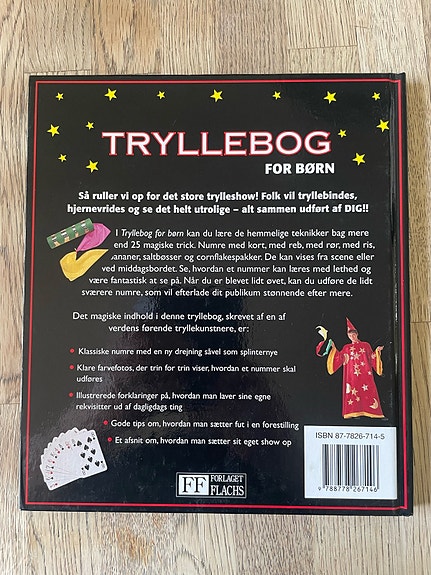 TRYLLEBOG
FOR BØRN
Så ruller vi op for det store trylleshow! Folk vil tryllebindes,
hjernevrides og se det helt utrolige – alt sammen udført af DIG!!
I Tryllebog for børn kan du lære de hemmelige teknikker bag mere
end 25 magiske trick. Numre med kort, med reb, med rør, med ris,
ananer, saltbøsser og cornflakespakker. De kan vises fra scene eller
ved middagsbordet. Se, hvordan et nummer kan læres med lethed og
være fantastisk at se på. Når du er blevet lidt øvet, kan du udføre de lidt
sværere numre, som vil efterlade dit publikum stønnende efter mere.
Det magiske indhold i denne tryllebog, skrevet af en af
verdens førende tryllekunstnere, er:
• Klassiske numre med en ny drejning såvel som splinternye
• Klare farvefotos, der trin for trin viser, hvordan et nummer skal
udføres
• Illustrerede forklaringer på, hvordan man laver sine egne
rekvisitter ud af dagligdags ting
• Gode tips om, hvordan man sætter fut i en forestilling
• Et afsnit om, hvordan man sætter sit eget show op
ISBN 87-7826-714-5
9 788778 267146
FF FORLAGET
FLACHS